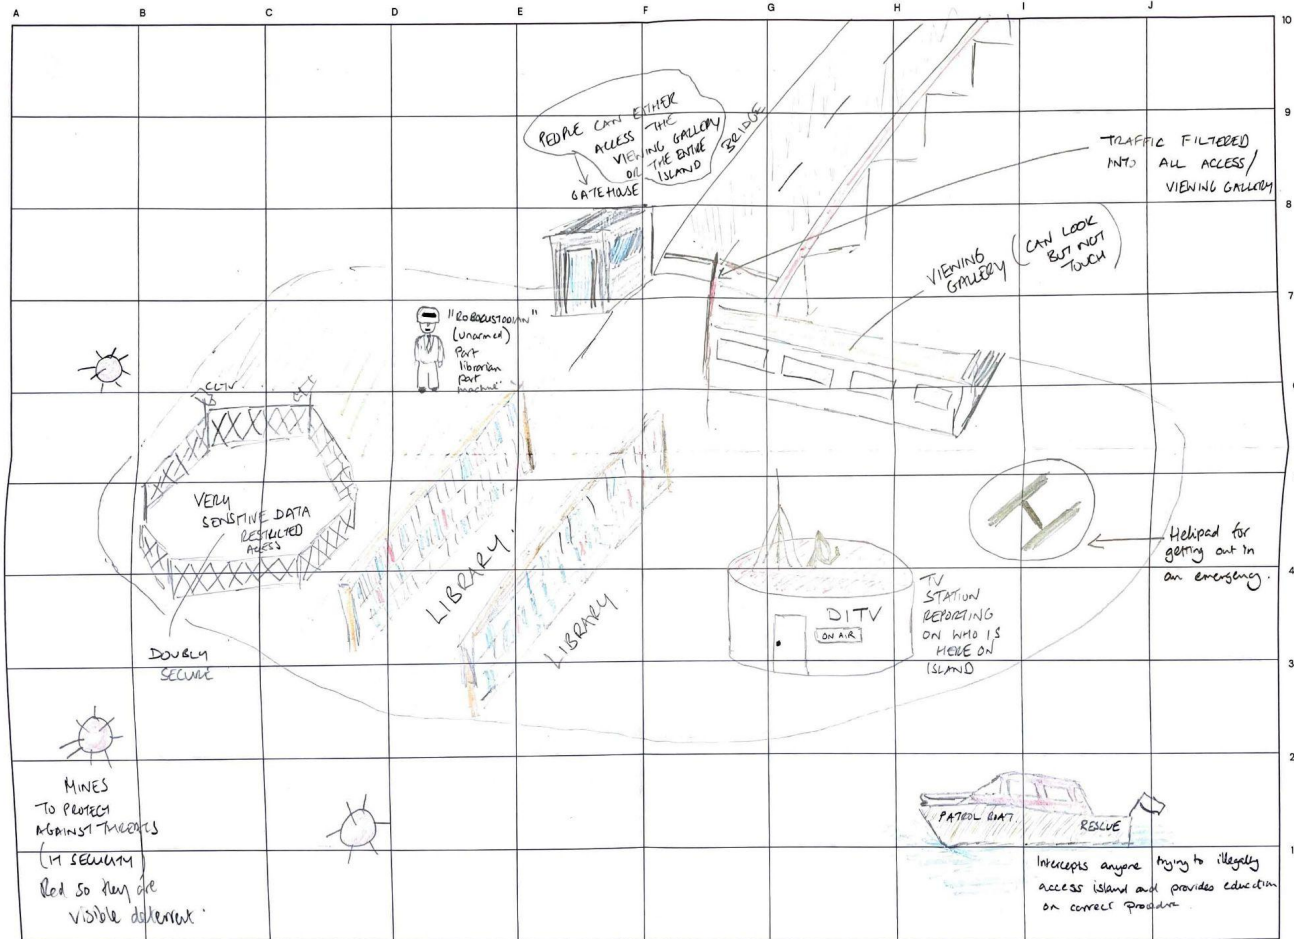 A B C D E F G H I J
10
9
8
7
6
4
3
2
1
PEOPLE CAN EITHER
ACCESS THE
VIEWING GALLERY
OR THE ENTIRE
ISLAND
GATEHOUSE
BRIDGE
TRAFFIC FILTERED
INTO ALL ACCESS/
VIEWING GALLERY
VIEWING
GALLERY
(CAN LOOK
BUT NOT
TOUCH)
"ROBOCUSTODIAN"
(unarmed)
Part
librarian
part
machine"
CCTV
VERY
SENSITIVE DATA
RESTRICTED
ACCESS
DOUBLY
SECURE
LIBRARY.
LIBRARY
DITV
ON AIR
TV
STATION
REPORTING
ON WHO IS
HERE ON
ISLAND
Helipad for
getting out in
an emergency.
MINES
TO PROTECT
AGAINST THREATS
(IT SECURITY)
Red so they are
visible deterrent.
PATROL BOAT
RESCUE
Intercepts anyone trying to illegally
access island and provides education
on correct procedure